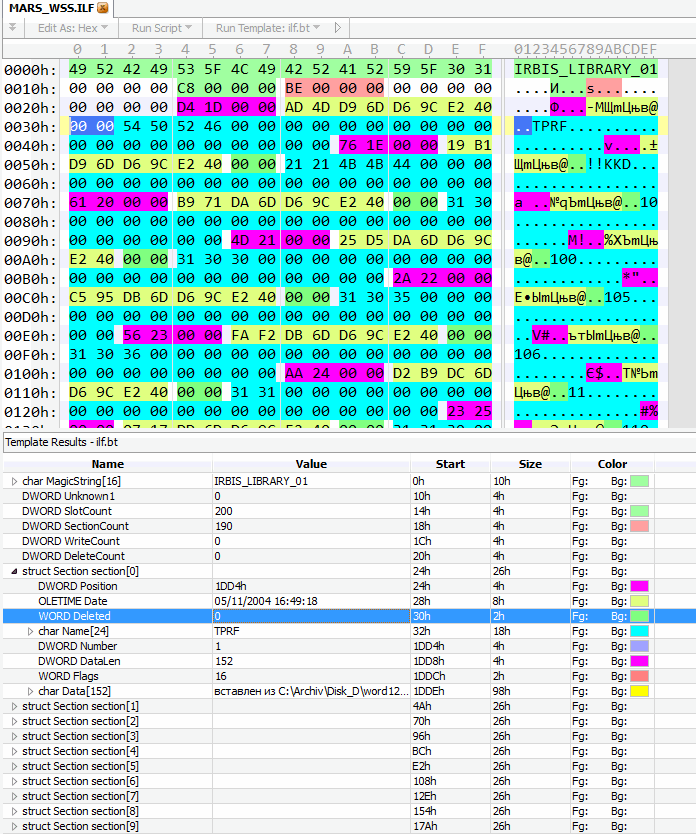 MARS_WSS.ILF
Edit As: Hex Run Script Run Template: ilf.bt
0 1 2 3 4 5 6 7 8 9 A B C D E F 0123456789ABCDEF
0000h: 49 52 42 49 53 5F 4C 49 42 52 41 52 59 5F 30 31 IRBIS_LIBRARY_01
0010h: 00 00 00 00 C8 00 00 00 BE 00 00 00 00 00 00 00 ....И...s.......
0020h: 00 00 00 00 D4 1D 00 00 AD 4D D9 6D D6 9C E2 40 ....Ф...-MЩmЦњв@
0030h: 00 00 54 50 52 46 00 00 00 00 00 00 00 00 00 00 ..TPRF..........
0040h: 00 00 00 00 00 00 00 00 00 00 76 1E 00 00 19 B1 ..........v....±
0050h: D9 6D D6 9C E2 40 00 00 21 21 4B 4B 44 00 00 00 ЩmЦњв@..!!KKD...
0060h: 00 00 00 00 00 00 00 00 00 00 00 00 00 00 00 00 ................
0070h: 61 20 00 00 B9 71 DA 6D D6 9C E2 40 00 00 31 30 a ..№qЪmЦњв@..10
0080h: 00 00 00 00 00 00 00 00 00 00 00 00 00 00 00 00 ................
0090h: 00 00 00 00 00 00 4D 21 00 00 25 D5 DA 6D D6 9C ......M!..%ХЪmЦњ
00A0h: E2 40 00 00 31 30 30 00 00 00 00 00 00 00 00 00 в@..100.........
00B0h: 00 00 00 00 00 00 00 00 00 00 00 00 2A 22 00 00 ............*"..
00C0h: C5 95 DB 6D D6 9C E2 40 00 00 31 30 35 00 00 00 Е•ЫmЦњв@..105...
00D0h: 00 00 00 00 00 00 00 00 00 00 00 00 00 00 00 00 ................
00E0h: 00 00 56 23 00 00 FA F2 DB 6D D6 9C E2 40 00 00 ..V#..ътЫmЦњв@..
00F0h: 31 30 36 00 00 00 00 00 00 00 00 00 00 00 00 00 106.............
0100h: 00 00 00 00 00 00 00 00 AA 24 00 00 D2 B9 DC 6D ........Є$..Т№Ьm
0110h: D6 9C E2 40 00 00 31 31 00 00 00 00 00 00 00 00 Цњв@..11........
0120h: 00 00 00 00 00 00 00 00 00 00 00 00 00 00 23 25 ..............#%
Template Results - ilf.bt
Name Value Start Size Color
char MagicString[16] IRBIS_LIBRARY_01 0h 10h Fg: Bg:
DWORD Unknown1 0 10h 4h Fg: Bg:
DWORD SlotCount 200 14h 4h Fg: Bg:
DWORD SectionCount 190 18h 4h Fg: Bg:
DWORD WriteCount 0 1Ch 4h Fg: Bg:
DWORD DeleteCount 0 20h 4h Fg: Bg:
struct Section section[0] 24h 26h Fg: Bg:
DWORD Position 1DD4h 24h 4h Fg: Bg:
OLETIME Date 05/11/2004 16:49:18 28h 8h Fg: Bg:
WORD Deleted 0 30h 2h Fg: Bg:
char Name[24] TPRF 32h 18h Fg: Bg:
DWORD Number 1 1DD4h 4h Fg: Bg:
DWORD DataLen 152 1DD8h 4h Fg: Bg:
WORD Flags 16 1DDCh 2h Fg: Bg:
char Data[152] вставлен из C:\Archiv\Disk_D\word12... 1DDEh 98h Fg: Bg:
struct Section section[1] 4Ah 26h Fg: Bg:
struct Section section[2] 70h 26h Fg: Bg:
struct Section section[3] 96h 26h Fg: Bg:
struct Section section[4] BCh 26h Fg: Bg:
struct Section section[5] E2h 26h Fg: Bg:
struct Section section[6] 108h 26h Fg: Bg:
struct Section section[7] 12Eh 26h Fg: Bg:
struct Section section[8] 154h 26h Fg: Bg:
struct Section section[9] 17Ah 26h Fg: Bg: